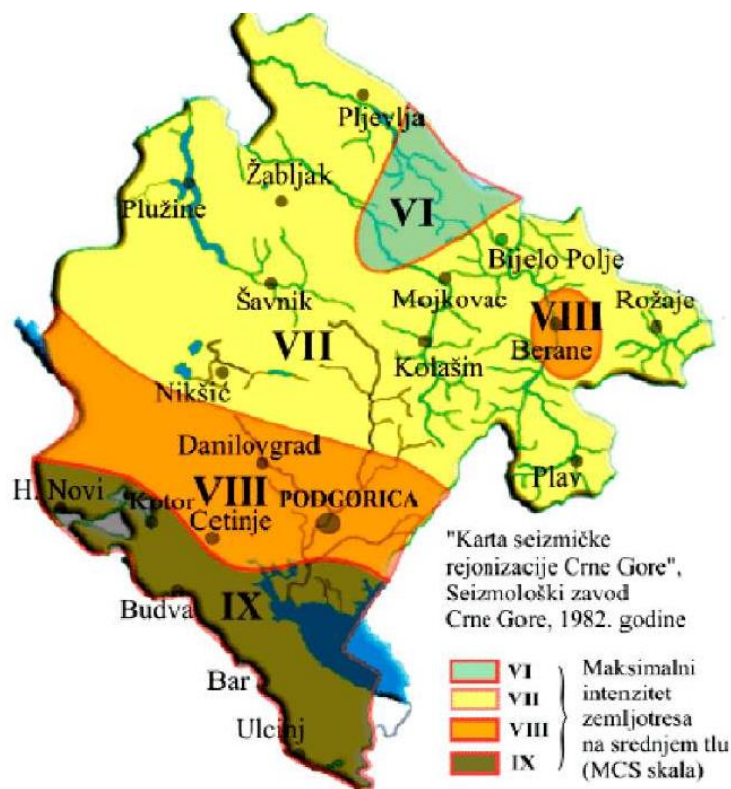 Pljevlja
Žabljak
Plužine
VI
Bijelo Polje
Šavnik
Mojkovac
Rožaje
VIII
VII
Berane
Kolašin
Nikšić
Danilovgrad
Plav
H. Novi
Kotor
VIII
PODGORICA
Cetinje
"Karta seizmičke
rejonizacije Crne Gore",
Seizmološki zavod
Crne Gore, 1982. godine
Budva
IX
Bar
Ulcinj
VI
VII
VIII
IX
Maksimalni
intenzitet
zemljotresa
na srednjem tlu
(MCS skala)